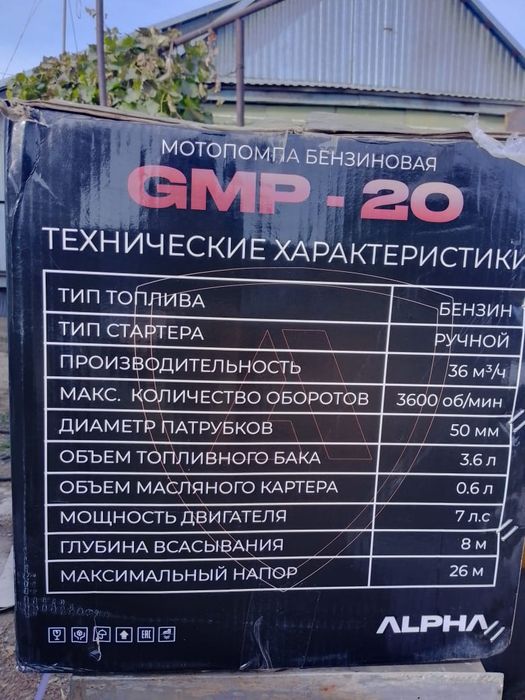 МОТОПОМПА БЕНЗИНОВАЯ
GMP - 20
ТЕХНИЧЕСКИЕ ХАРАКТЕРИСТИКИ
ТИП ТОПЛИВА БЕНЗИН
ТИП СТАРТЕРА РУЧНОЙ
ПРОИЗВОДИТЕЛЬНОСТЬ 36 м³/ч
МАКС. КОЛИЧЕСТВО ОБОРОТОВ 3600 об/мин
ДИАМЕТР ПАТРУБКОВ 50 мм
ОБЪЕМ ТОПЛИВНОГО БАКА 3.6 л
ОБЪЕМ МАСЛЯНОГО КАРТЕРА 0.6 л
МОЩНОСТЬ ДВИГАТЕЛЯ 7 л.с
ГЛУБИНА ВСАСЫВАНИЯ 8 м
МАКСИМАЛЬНЫЙ НАПОР 26 м
EAC
ALPHA